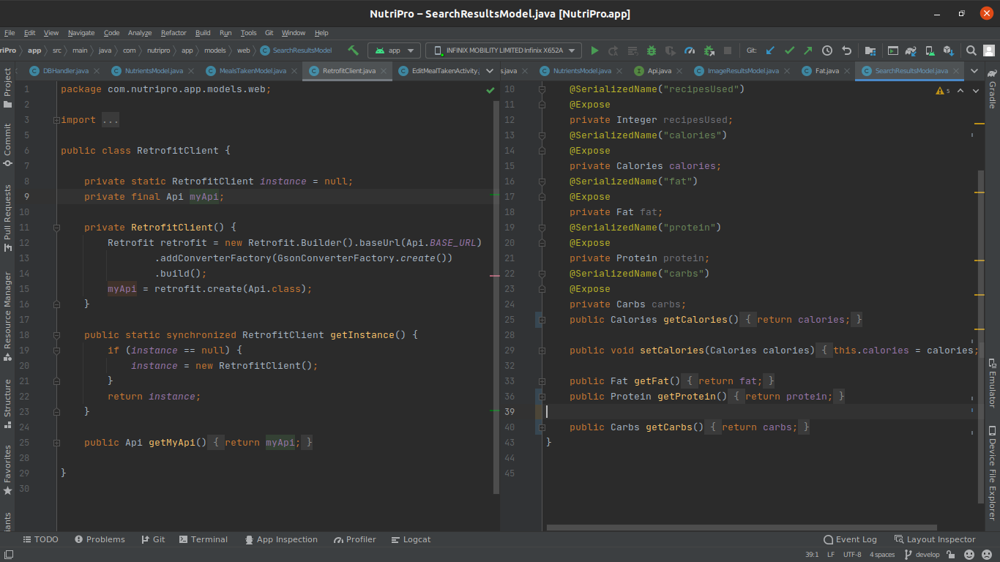 NutriPro – SearchResultsModel.java [NutriPro.app]
File Edit View Navigate Code Analyze Refactor Build Run Tools Git Window Help
riPro app src main java com nutripro app models web SearchResultsModel app INFINIX MOBILITY LIMITED Infinix X652A Git:
DBHandler.java NutrientsModel.java MealsTakenModel.java RetrofitClient.java EditMealTakenActivity. s.java NutrientsModel.java Api.java ImageResultsModel.java Fat.java SearchResultsModel.java
Project
Commit
Pull Requests
Resource Manager
Structure
Favorites
iants
1 package com.nutripro.app.models.web;
2
3 import ...
5
6 public class RetrofitClient {
7
8 private static RetrofitClient instance = null;
9 private final Api myApi;
10
11 private RetrofitClient() {
12 Retrofit retrofit = new Retrofit.Builder().baseUrl(Api.BASE_URL)
13 .addConverterFactory(GsonConverterFactory.create())
14 .build();
15 myApi = retrofit.create(Api.class);
16 }
17
18 public static synchronized RetrofitClient getInstance() {
19 if (instance == null) {
20 instance = new RetrofitClient();
21 }
22 return instance;
23 }
24
25 public Api getMyApi() { return myApi; }
28
29 }
30
10 @SerializedName("recipesUsed")
11 @Expose
12 private Integer recipesUsed;
13 @SerializedName("calories")
14 @Expose
15 private Calories calories;
16 @SerializedName("fat")
17 @Expose
18 private Fat fat;
19 @SerializedName("protein")
20 @Expose
21 private Protein protein;
22 @SerializedName("carbs")
23 @Expose
24 private Carbs carbs;
25 public Calories getCalories() { return calories; }
28
29 public void setCalories(Calories calories) { this.calories = calories;
32
33 public Fat getFat() { return fat; }
36 public Protein getProtein() { return protein; }
39
40 public Carbs getCarbs() { return carbs; }
43 }
44
45
5
Gradle
Emulator
Device File Explorer
TODO Problems Git Terminal App Inspection Profiler Logcat Event Log Layout Inspector
39:1 LF UTF-8 4 spaces develop